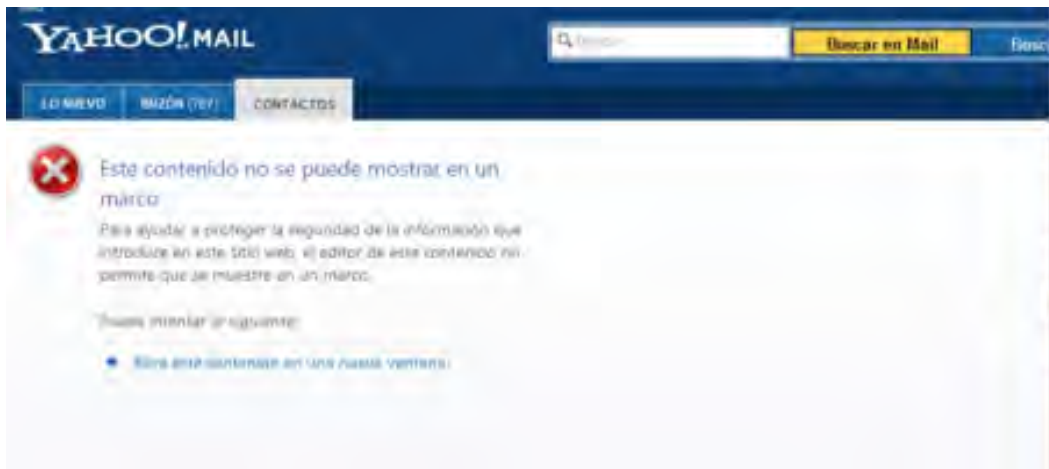 YAHOO! MAIL
Buscar en Mail
LO NUEVO
BUZÓN
CONTACTOS
Este contenido no se puede mostrar en un
marco
Para ayudar a proteger la seguridad de la información que
introduce en este sitio web, el editor de este contenido no
permite que se muestre en un marco.
Puede intentar lo siguiente:
Abra este contenido en una nueva ventana